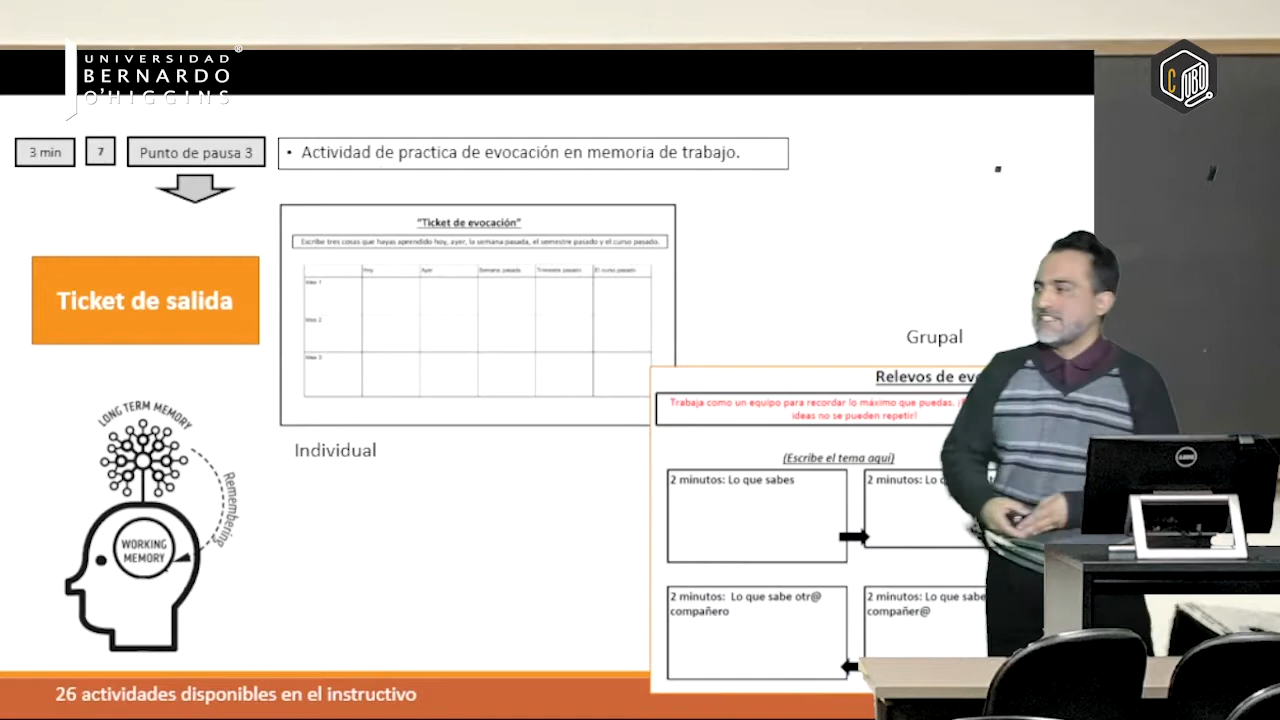 UNIVERSIDAD
BERNARDO
O'HIGGINS
®
C UBO
3 min
7
Punto de pausa 3
• Actividad de practica de evocación en memoria de trabajo.
Ticket de salida
"Ticket de evocación"
Escribe tres cosas que hayas aprendido hoy, ayer, la semana pasada, el semestre pasado y el curso pasado.
Hoy
Ayer
Semana pasada
Trimestre pasado
El curso pasado
Idea 1
Idea 2
Idea 3
Individual
Grupal
Relevos de evo
Trabaja como un equipo para recordar lo máximo que puedas.
ideas no se pueden repetir!
(Escribe el tema aquí)
2 minutos: Lo que sabes
2 minutos: Lo
2 minutos: Lo que sabe otr@
compañero
2 minutos: Lo que sabe
compañer@
LONG TERM MEMORY
Remembering
WORKING
MEMORY
DELL
26 actividades disponibles en el instructivo